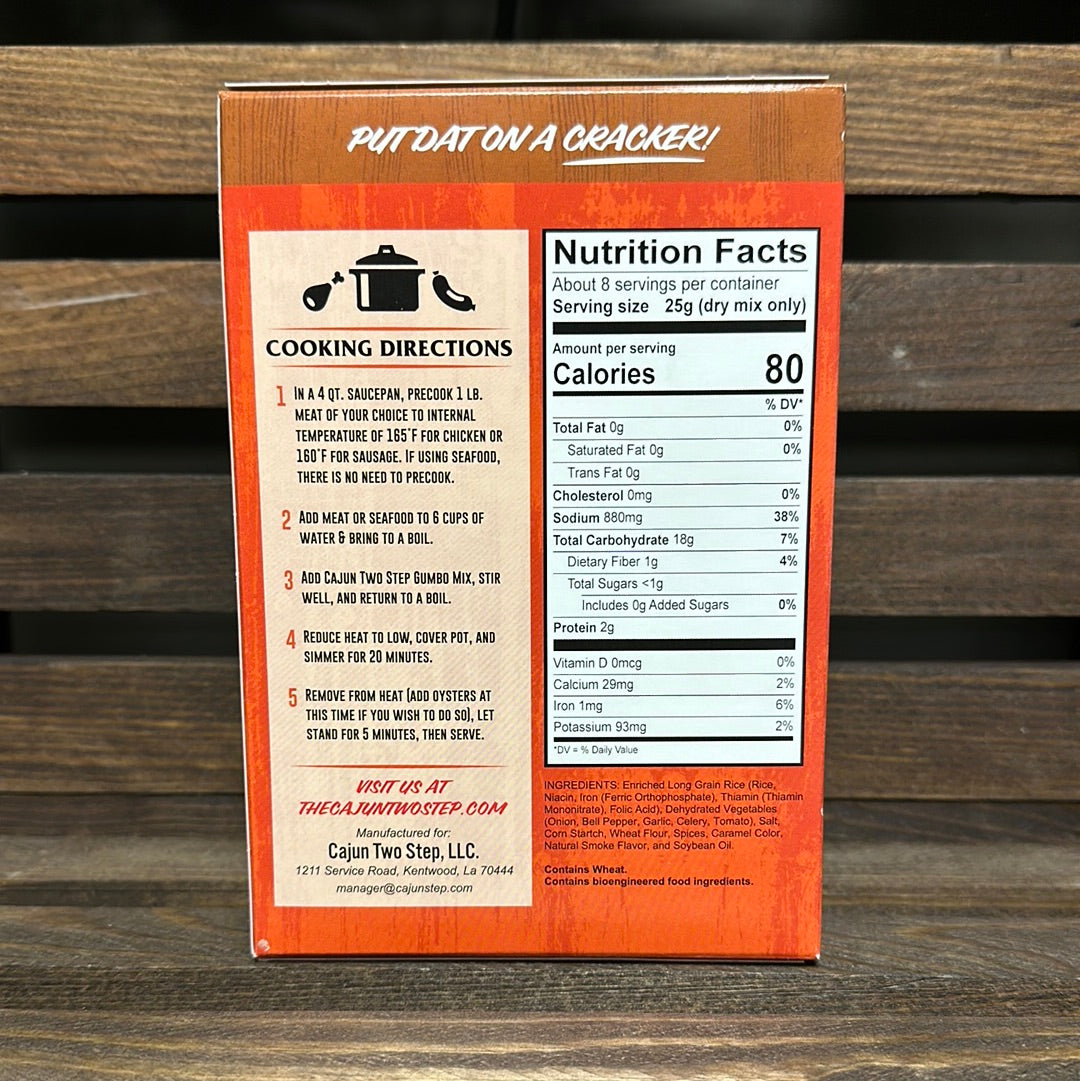 PUT DAT ON A CRACKER!
COOKING DIRECTIONS
1 IN A 4 QT. SAUCEPAN, PRECOOK 1 LB.
MEAT OF YOUR CHOICE TO INTERNAL
TEMPERATURE OF 165°F FOR CHICKEN OR
160°F FOR SAUSAGE. IF USING SEAFOOD,
THERE IS NO NEED TO PRECOOK.
2 ADD MEAT OR SEAFOOD TO 6 CUPS OF
WATER & BRING TO A BOIL.
3 ADD CAJUN TWO STEP GUMBO MIX, STIR
WELL, AND RETURN TO A BOIL.
4 REDUCE HEAT TO LOW, COVER POT, AND
SIMMER FOR 20 MINUTES.
5 REMOVE FROM HEAT (ADD OYSTERS AT
THIS TIME IF YOU WISH TO DO SO), LET
STAND FOR 5 MINUTES, THEN SERVE.
VISIT US AT
THECAJUNTWOSTEP.COM
Manufactured for:
Cajun Two Step, LLC.
1211 Service Road, Kentwood, La 70444
manager@cajunstep.com
Nutrition Facts
About 8 servings per container
Serving size 25g (dry mix only)
Amount per serving
Calories 80
% DV*
Total Fat 0g 0%
Saturated Fat 0g 0%
Trans Fat 0g
Cholesterol 0mg 0%
Sodium 880mg 38%
Total Carbohydrate 18g 7%
Dietary Fiber 1g 4%
Total Sugars <1g
Includes 0g Added Sugars 0%
Protein 2g
Vitamin D 0mcg 0%
Calcium 29mg 2%
Iron 1mg 6%
Potassium 93mg 2%
*DV = % Daily Value
INGREDIENTS: Enriched Long Grain Rice (Rice,
Niacin, Iron (Ferric Orthophosphate), Thiamin (Thiamin
Mononitrate), Folic Acid), Dehydrated Vegetables
(Onion, Bell Pepper, Garlic, Celery, Tomato), Salt,
Corn Startch, Wheat Flour, Spices, Caramel Color,
Natural Smoke Flavor, and Soybean Oil.
Contains Wheat.
Contains bioengineered food ingredients.